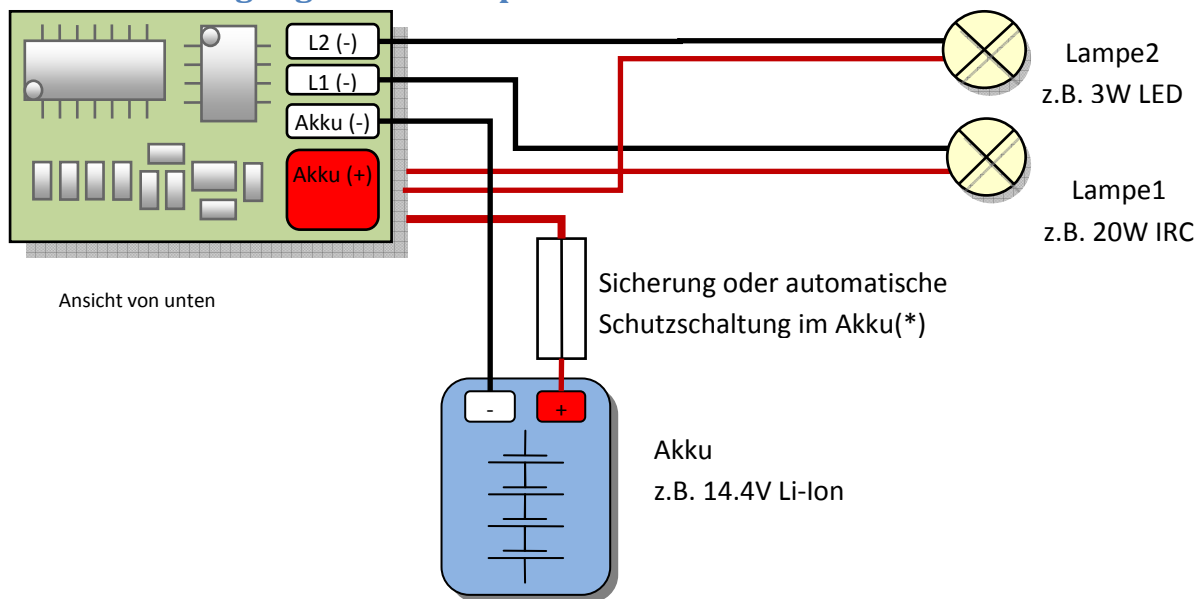 L2 (-)
L1 (-)
Akku (-)
Akku (+)
Lampe2
z.B. 3W LED
Lampe1
z.B. 20W IRC
Ansicht von unten
Sicherung oder automatische
Schutzschaltung im Akku(*)
-
+
Akku
z.B. 14.4V Li-Ion